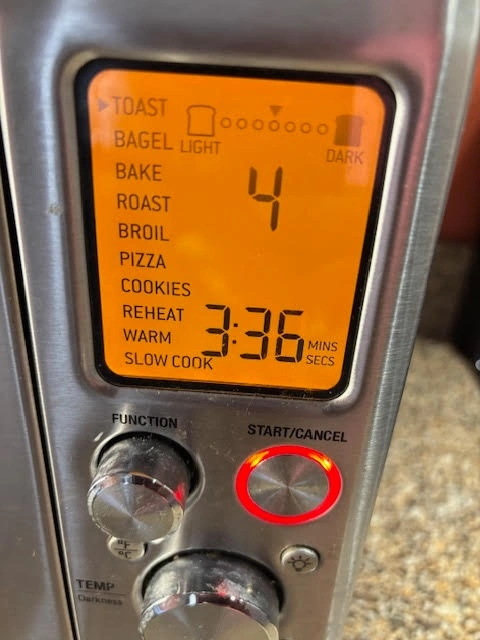 TOAST
BAGEL LIGHT DARK
BAKE 4
ROAST
BROIL
PIZZA
COOKIES
REHEAT 3:36 MINS
WARM SECS
SLOW COOK
FUNCTION START/CANCEL
°F
°C
TEMP
Darkness